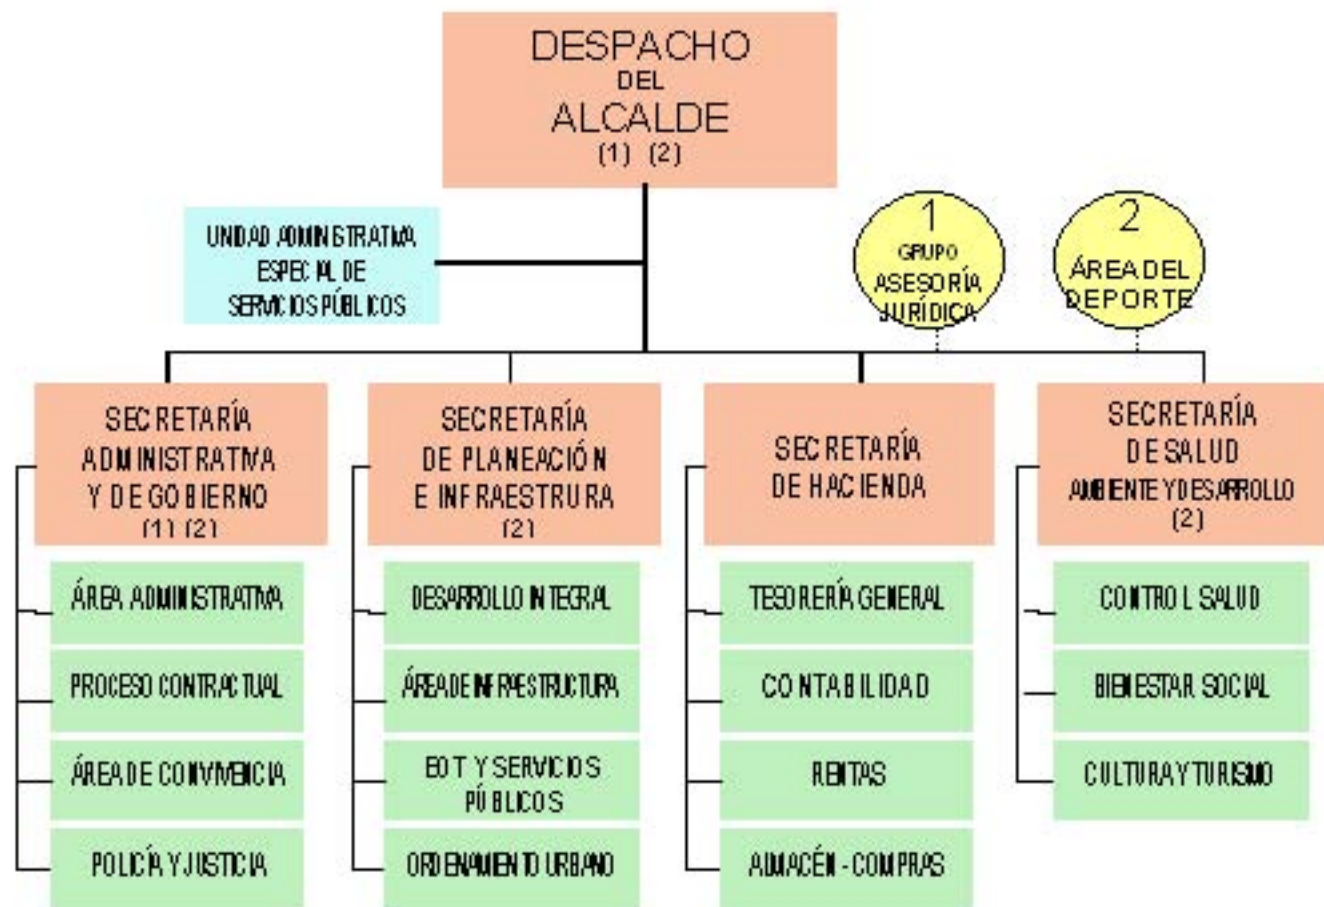 DESPACHO
DEL
ALCALDE
(1) (2)
UNIDAD ADMINISTRATIVA
ESPECIAL DE
SERVICIOS PÚBLICOS
1
GRUPO
ASESORÍA
JURÍDICA
2
ÁREA DEL
DEPORTE
SECRETARÍA
ADMINISTRATIVA
Y DE GOBIERNO
(1) (2)
SECRETARÍA
DE PLANEACIÓN
E INFRAESTRURA
(2)
SECRETARÍA
DE HACIENDA
SECRETARÍA
DE SALUD
AMBIENTE Y DESARROLLO
(2)
ÁREA ADMINISTRATIVA
PROCESO CONTRACTUAL
ÁREA DE CONVIVENCIA
POLICÍA Y JUSTICIA
DESARROLLO INTEGRAL
ÁREA DE INFRAESTRUCTURA
EOT Y SERVICIOS
PÚBLICOS
ORDENAMIENTO URBANO
TESORERÍA GENERAL
CONTABILIDAD
RENTAS
ALMACÉN - COMPRAS
CONTROL SALUD
BIENESTAR SOCIAL
CULTURA Y TURISMO